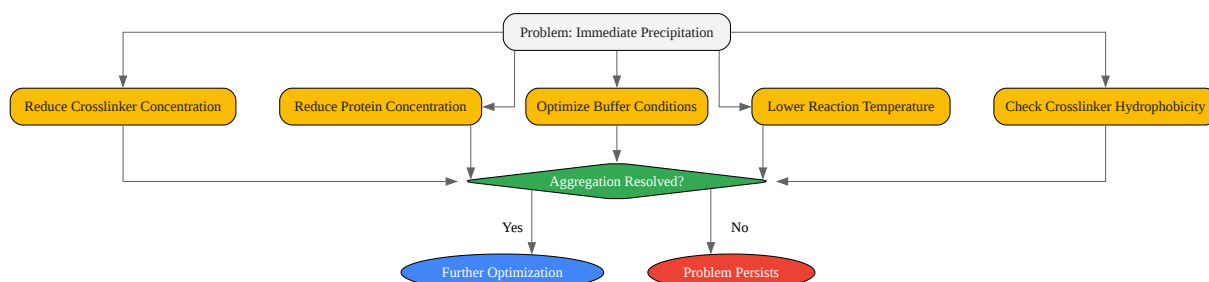 Problem: Immediate Precipitation
Reduce Crosslinker Concentration
Reduce Protein Concentration
Optimize Buffer Conditions
Lower Reaction Temperature
Check Crosslinker Hydrophobicity
Aggregation Resolved?
Yes
No
Further Optimization
Problem Persists